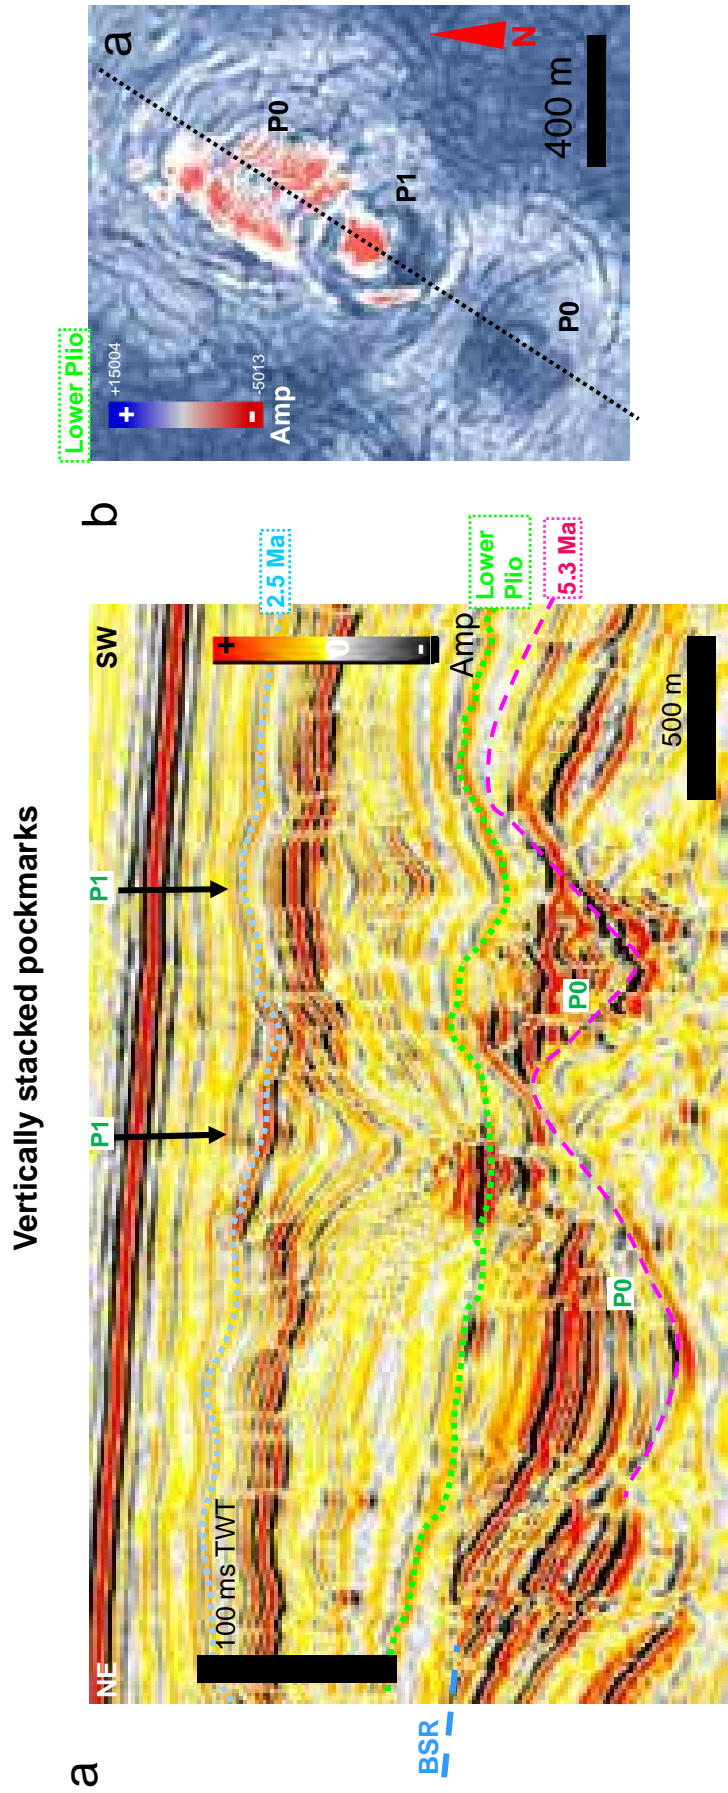 Vertically stacked pockmarks
a
NE
SW
P1
P1
2.5 Ma
+
0
-
Amp
100 ms TWT
Lower
Plio
5.3 Ma
BSR
P0
P0
500 m
b
Lower Plio
a
+15004
+
-
-5013
Amp
P0
P1
P0
N
400 m